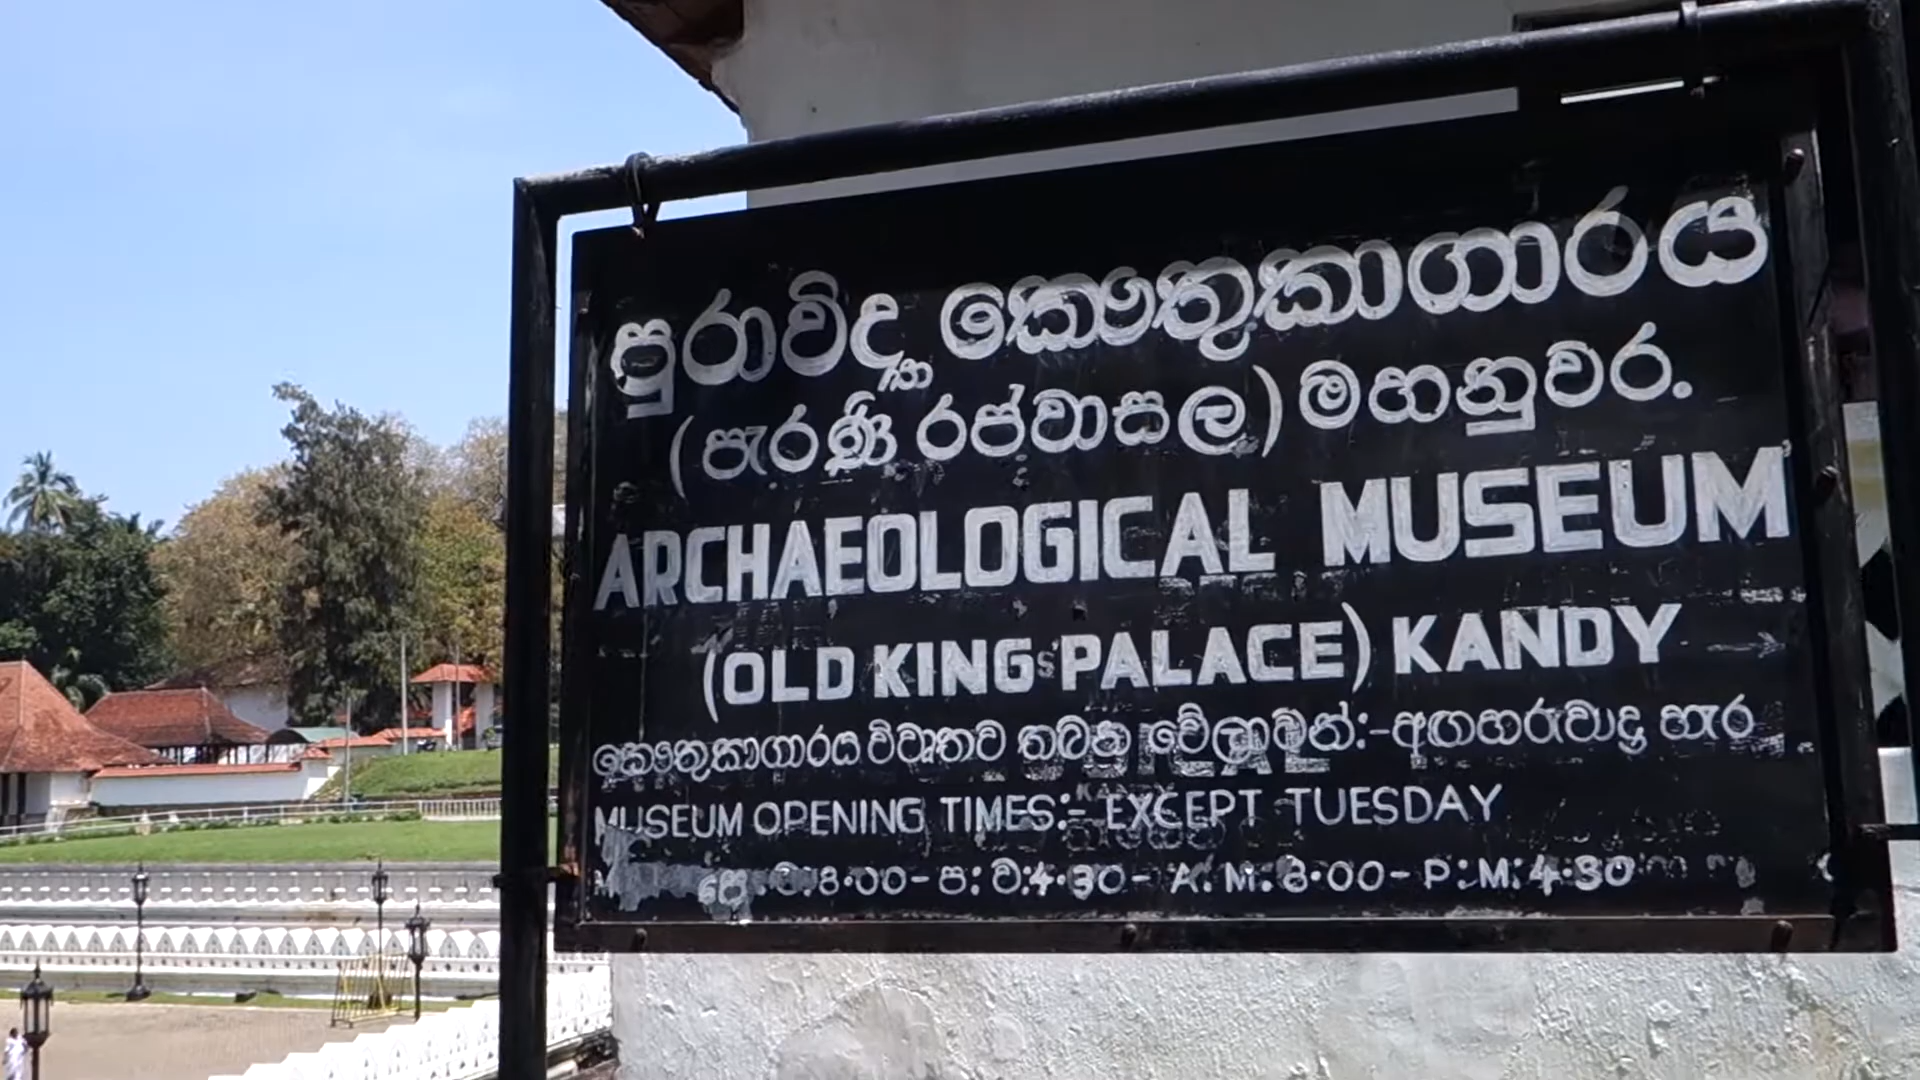 පුරාවිද්‍යා කෞතුකාගාරය
(පැරණි රජවාසල) මහනුවර.
ARCHAEOLOGICAL MUSEUM
(OLD KINGS' PALACE) KANDY
කෞතුකාගාරය විවෘතව තබන වේලාවන්:- අඟහරුවාදා හැර
MUSEUM OPENING TIMES:- EXCEPT TUESDAY
පෙ.ව:8.00 - ප:ව:4.30 - A:M:8.00 - P:M:4.30